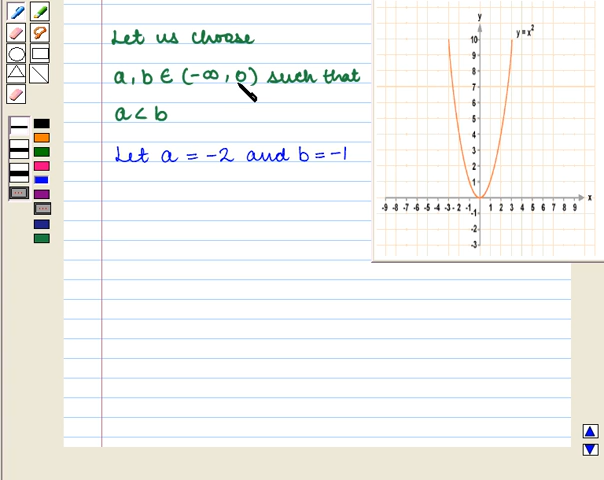 Let us choose
a, b ∈ (-∞, 0) such that
a < b
Let a = -2 and b = -1
y
y = x²
10
9
8
7
6
5
4
3
2
1
-9 -8 -7 -6 -5 -4 -3 -2 -1 1 2 3 4 5 6 7 8 9 x
-1
-2
-3